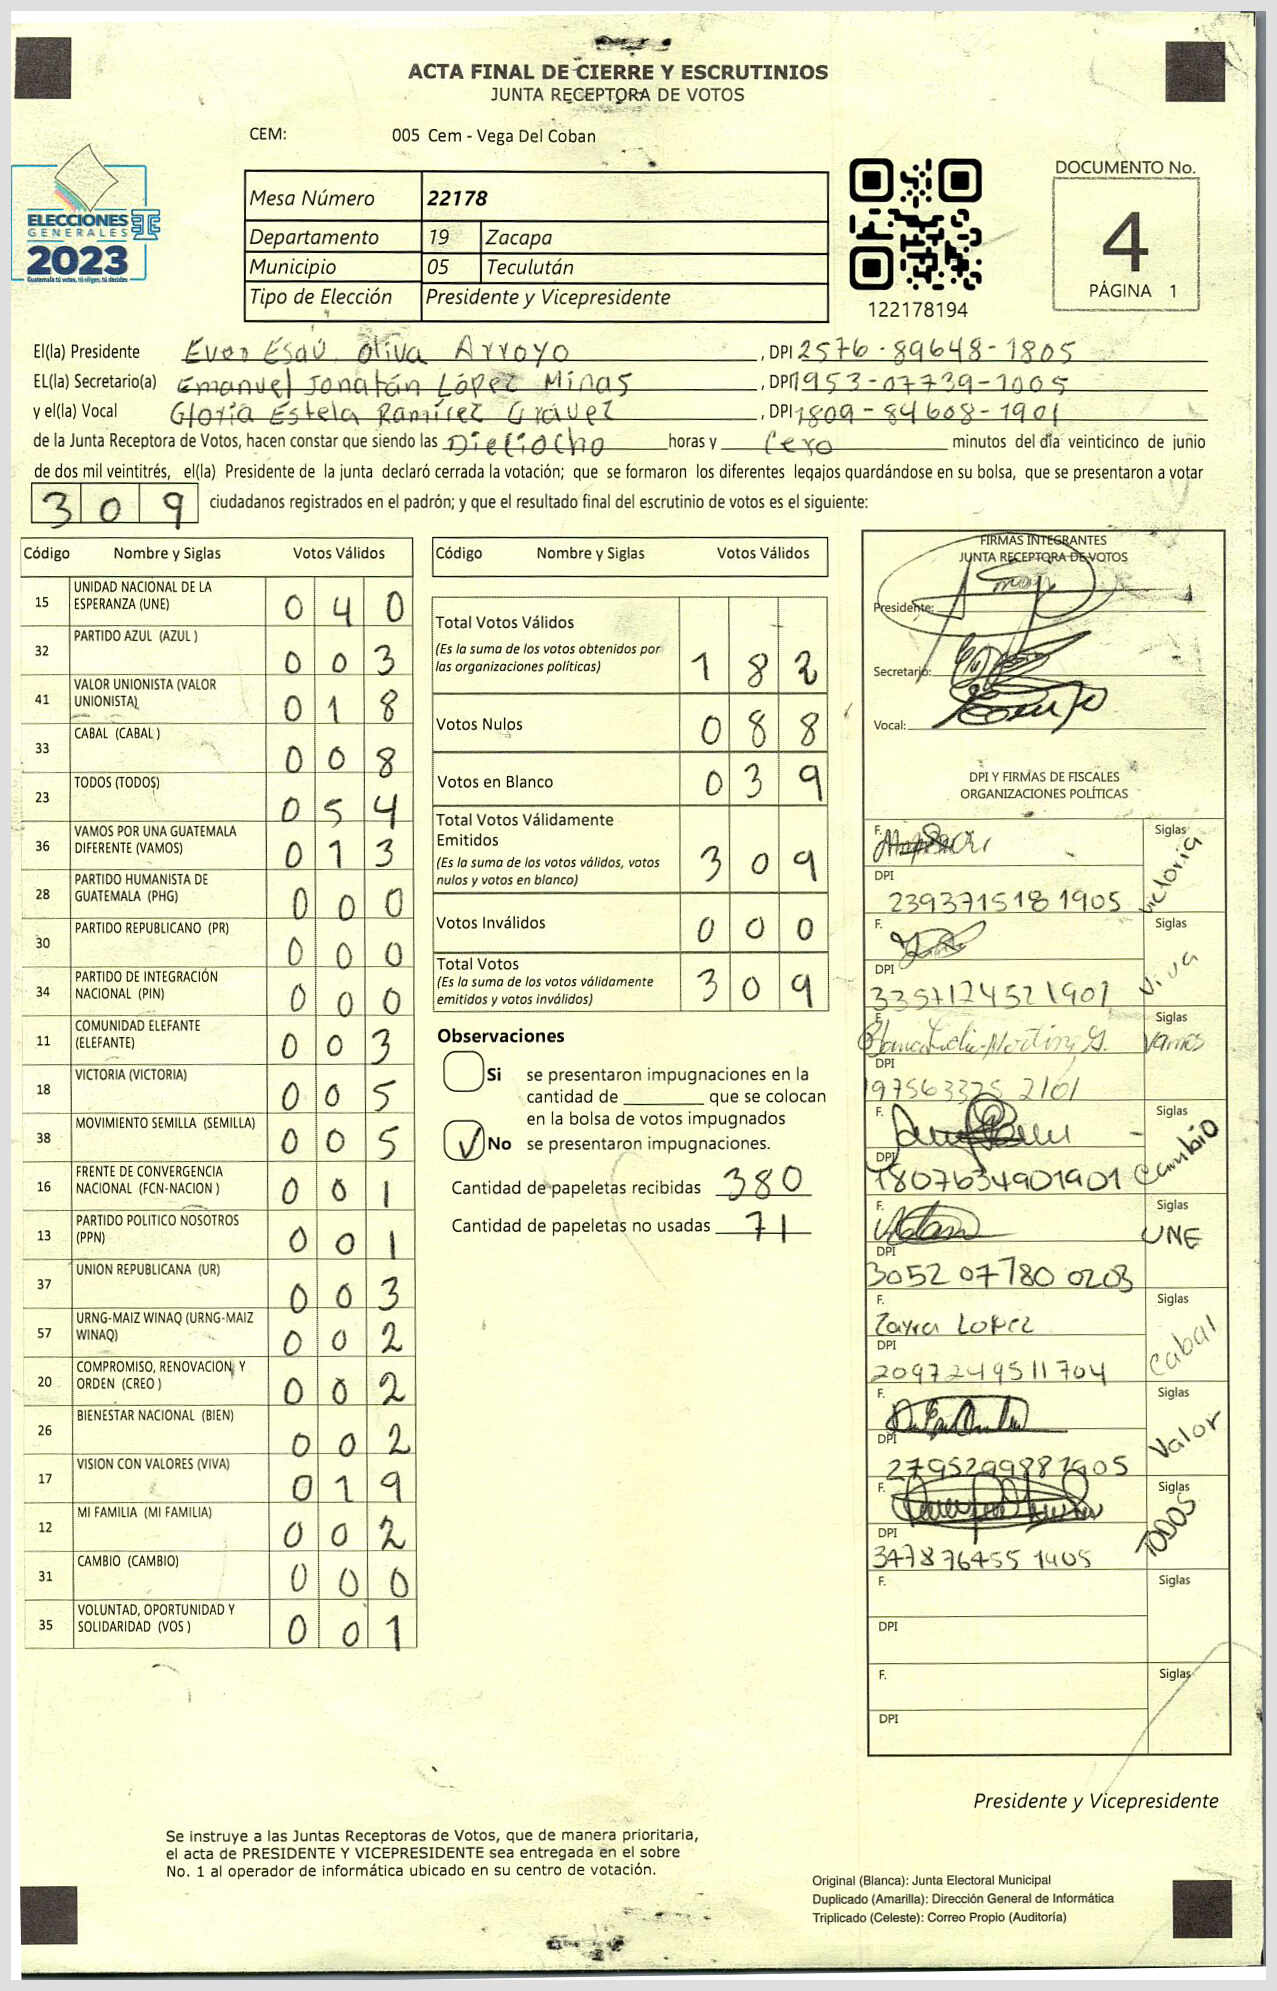 ACTA FINAL DE CIERRE Y ESCRUTINIOS
JUNTA RECEPTORA DE VOTOS
CEM: 005 Cem - Vega Del Coban
ELECCIONES
GENERALES
2023
Guatemala tú votas, tú eliges, tú decides
Mesa Número 22178
Departamento 19 Zacapa
Municipio 05 Teculután
Tipo de Elección Presidente y Vicepresidente
122178194
DOCUMENTO No.
4
PÁGINA 1
El(la) Presidente Ever Esaú Oliva Arroyo, DPI 2576-89648-1805
EL(la) Secretario(a) Emanuel Jonatán López Minas, DPI 1953-07739-1005
y el(la) Vocal Gloria Estela Ramírez, DPI 1809-84608-1901
de la Junta Receptora de Votos, hacen constar que siendo las Dieciocho horas y Cero minutos del día veinticinco de junio
de dos mil veintitrés, el(la) Presidente de la junta declaró cerrada la votación; que se formaron los diferentes legajos quardándose en su bolsa, que se presentaron a votar
309 ciudadanos registrados en el padrón; y que el resultado final del escrutinio de votos es el siguiente:
Código Nombre y Siglas Votos Válidos
15 UNIDAD NACIONAL DE LA
ESPERANZA (UNE) 0 4 0
32 PARTIDO AZUL (AZUL ) 0 0 3
41 VALOR UNIONISTA (VALOR
UNIONISTA) 0 1 8
33 CABAL (CABAL ) 0 0 8
23 TODOS (TODOS) 0 5 4
36 VAMOS POR UNA GUATEMALA
DIFERENTE (VAMOS) 0 1 3
28 PARTIDO HUMANISTA DE
GUATEMALA (PHG) 0 0 0
30 PARTIDO REPUBLICANO (PR) 0 0 0
34 PARTIDO DE INTEGRACIÓN
NACIONAL (PIN) 0 0 0
11 COMUNIDAD ELEFANTE
(ELEFANTE) 0 0 3
18 VICTORIA (VICTORIA) 0 0 5
38 MOVIMIENTO SEMILLA (SEMILLA) 0 0 5
16 FRENTE DE CONVERGENCIA
NACIONAL (FCN-NACION ) 0 0 1
13 PARTIDO POLITICO NOSOTROS
(PPN) 0 0 1
37 UNION REPUBLICANA (UR) 0 0 3
57 URNG-MAIZ WINAQ (URNG-MAIZ
WINAQ) 0 0 2
20 COMPROMISO, RENOVACION, Y
ORDEN (CREO ) 0 0 2
26 BIENESTAR NACIONAL (BIEN) 0 0 2
17 VISION CON VALORES (VIVA) 0 1 9
12 MI FAMILIA (MI FAMILIA) 0 0 2
31 CAMBIO (CAMBIO) 0 0 0
35 VOLUNTAD, OPORTUNIDAD Y
SOLIDARIDAD (VOS ) 0 0 1
Código Nombre y Siglas Votos Válidos
Total Votos Válidos
(Es la suma de los votos obtenidos por
las organizaciones políticas) 1 8 2
Votos Nulos 0 8 8
Votos en Blanco 0 3 9
Total Votos Válidamente
Emitidos
(Es la suma de los votos válidos, votos
nulos y votos en blanco) 3 0 9
Votos Inválidos 0 0 0
Total Votos
(Es la suma de los votos válidamente
emitidos y votos inválidos) 3 0 9
Observaciones
Si se presentaron impugnaciones en la
cantidad de ________ que se colocan
en la bolsa de votos impugnados
No se presentaron impugnaciones.
Cantidad de papeletas recibidas 380
Cantidad de papeletas no usadas 71
FIRMAS INTEGRANTES
JUNTA RECEPTORA DE VOTOS
Presidente:
Secretario:
Vocal:
DPI Y FIRMAS DE FISCALES
ORGANIZACIONES POLÍTICAS
F. Siglas Victoria
DPI 239371518 1905
F. Siglas Viva
DPI 3357124521901
F. Siglas Vamos
DPI 197563325 2101
F. Siglas Cambio
DPI 1807634901901
F. Siglas UNE
DPI 3052 07780 0203
F. Zayra Lopez Siglas Cabal
DPI 2097249511704
F. Siglas Valor
DPI 2795299881905
F. Siglas TODOS
DPI 347876455 1405
F. Siglas
DPI
F. Siglas
DPI
Presidente y Vicepresidente
Se instruye a las Juntas Receptoras de Votos, que de manera prioritaria,
el acta de PRESIDENTE Y VICEPRESIDENTE sea entregada en el sobre
No. 1 al operador de informática ubicado en su centro de votación.
Original (Blanca): Junta Electoral Municipal
Duplicado (Amarilla): Dirección General de Informática
Triplicado (Celeste): Correo Propio (Auditoría)